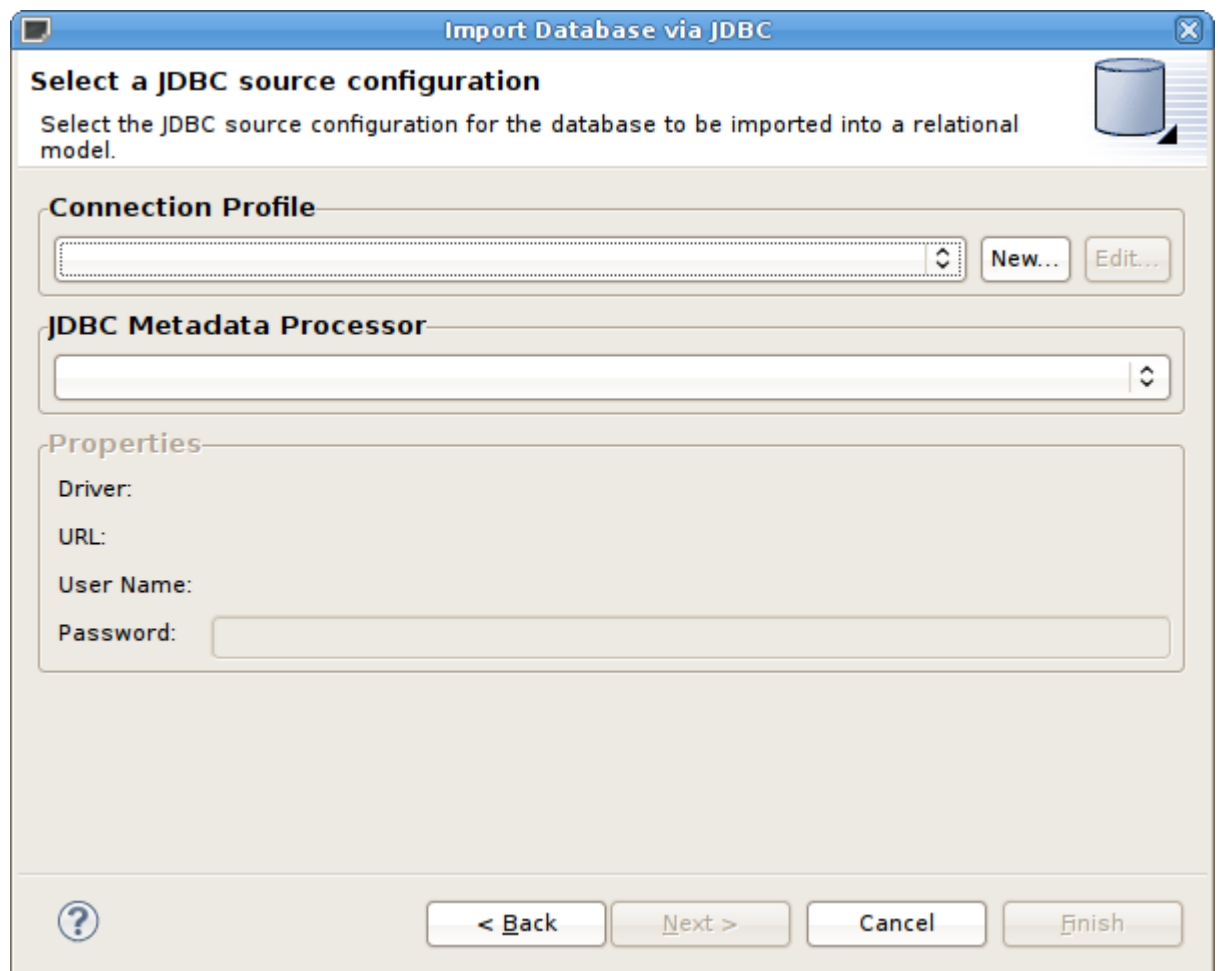 Import Database via JDBC
Select a JDBC source configuration
Select the JDBC source configuration for the database to be imported into a relational
model.
Connection Profile
New... Edit...
JDBC Metadata Processor
Properties
Driver:
URL:
User Name:
Password:
? < Back Next > Cancel Finish